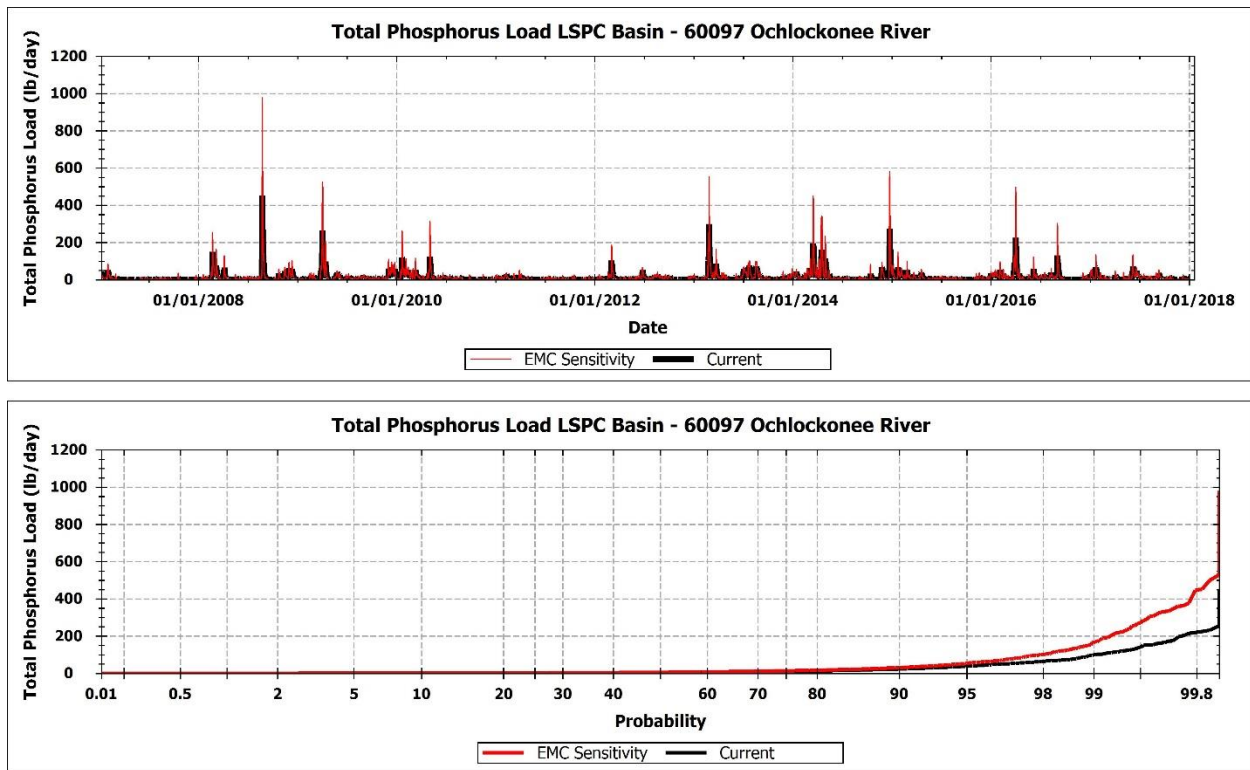 Total Phosphorus Load LSPC Basin - 60097 Ochlockonee River
Total Phosphorus Load (lb/day)
1200
1000
800
600
400
200
0
01/01/2008 01/01/2010 01/01/2012 01/01/2014 01/01/2016 01/01/2018
Date
EMC Sensitivity Current
Total Phosphorus Load LSPC Basin - 60097 Ochlockonee River
Total Phosphorus Load (lb/day)
1200
1000
800
600
400
200
0
0.01 0.5 2 5 10 20 30 40 60 70 80 90 95 98 99 99.8
Probability
EMC Sensitivity Current